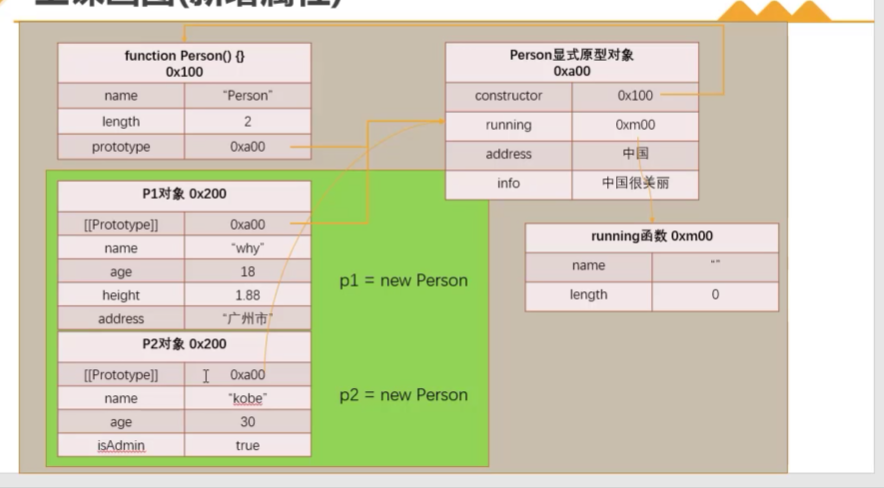 function Person() {}
0x100
name "Person"
length 2
prototype 0xa00
Person显式原型对象
0xa00
constructor 0x100
running 0xm00
address 中国
info 中国很美丽
P1对象 0x200
[[Prototype]] 0xa00
name "why"
age 18
height 1.88
address "广州市"
p1 = new Person
running函数 0xm00
name ""
length 0
P2对象 0x200
[[Prototype]] 0xa00
name "kobe"
age 30
isAdmin true
p2 = new Person